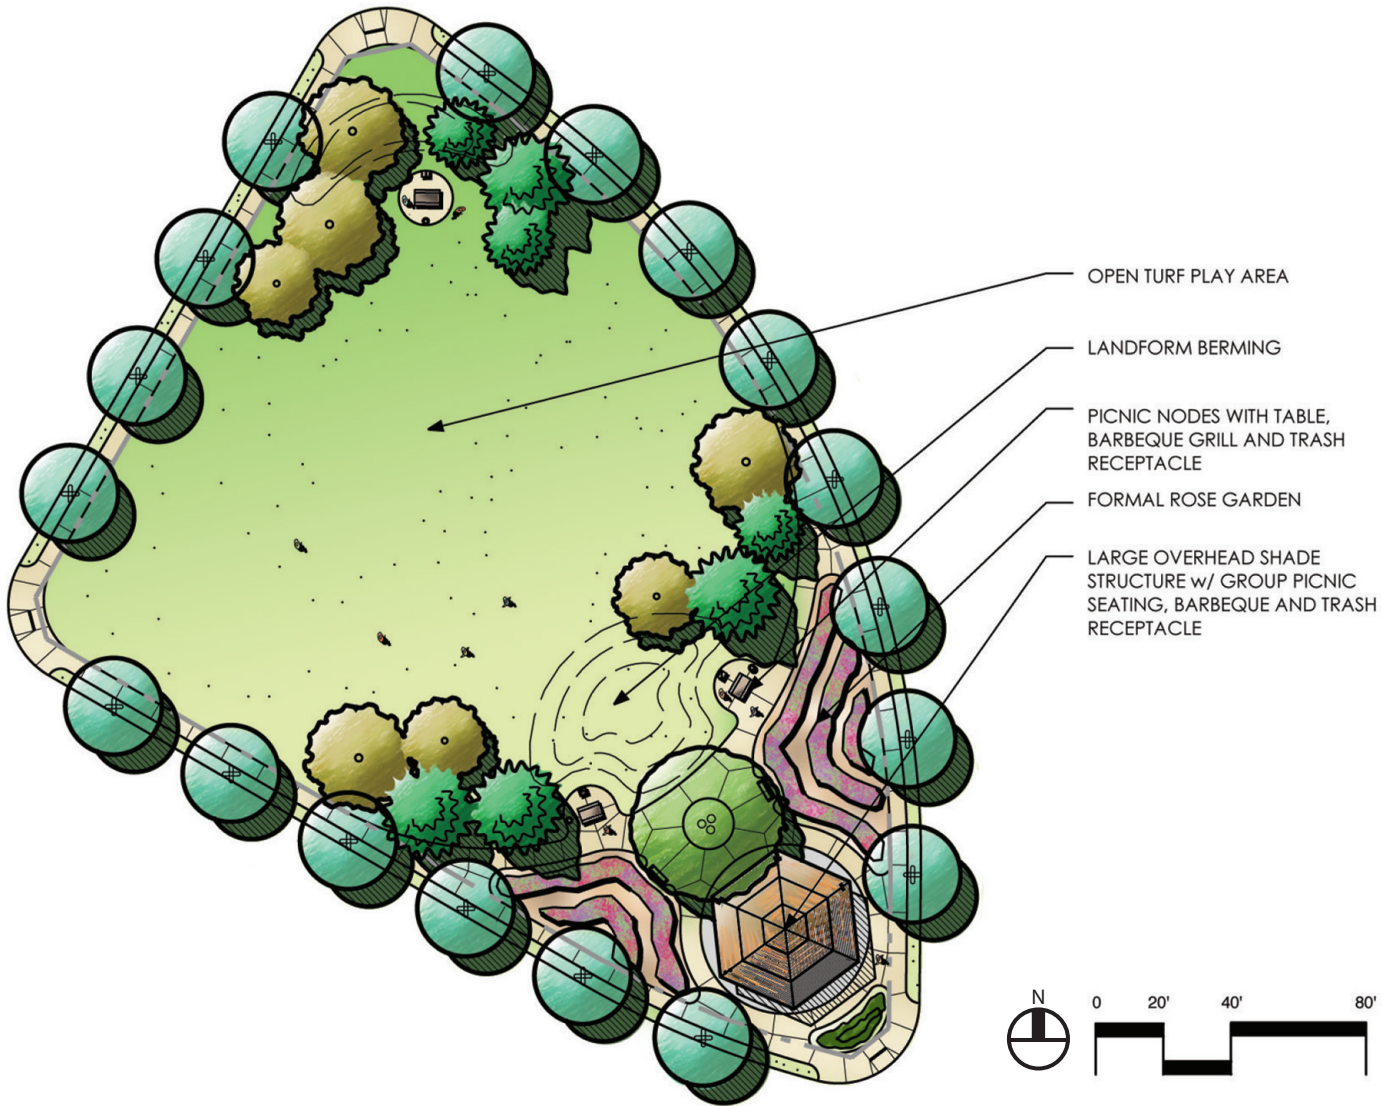 OPEN TURF PLAY AREA
LANDFORM BERMING
PICNIC NODES WITH TABLE,
BARBEQUE GRILL AND TRASH
RECEPTACLE
FORMAL ROSE GARDEN
LARGE OVERHEAD SHADE
STRUCTURE w/ GROUP PICNIC
SEATING, BARBEQUE AND TRASH
RECEPTACLE
N
0 20' 40' 80'